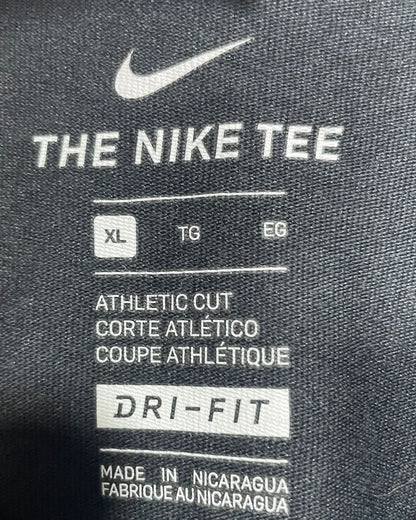 THE NIKE TEE
XL TG EG
ATHLETIC CUT
CORTE ATLÉTICO
COUPE ATHLÉTIQUE
DRI-FIT
MADE IN NICARAGUA
FABRIQUE AU NICARAGUA